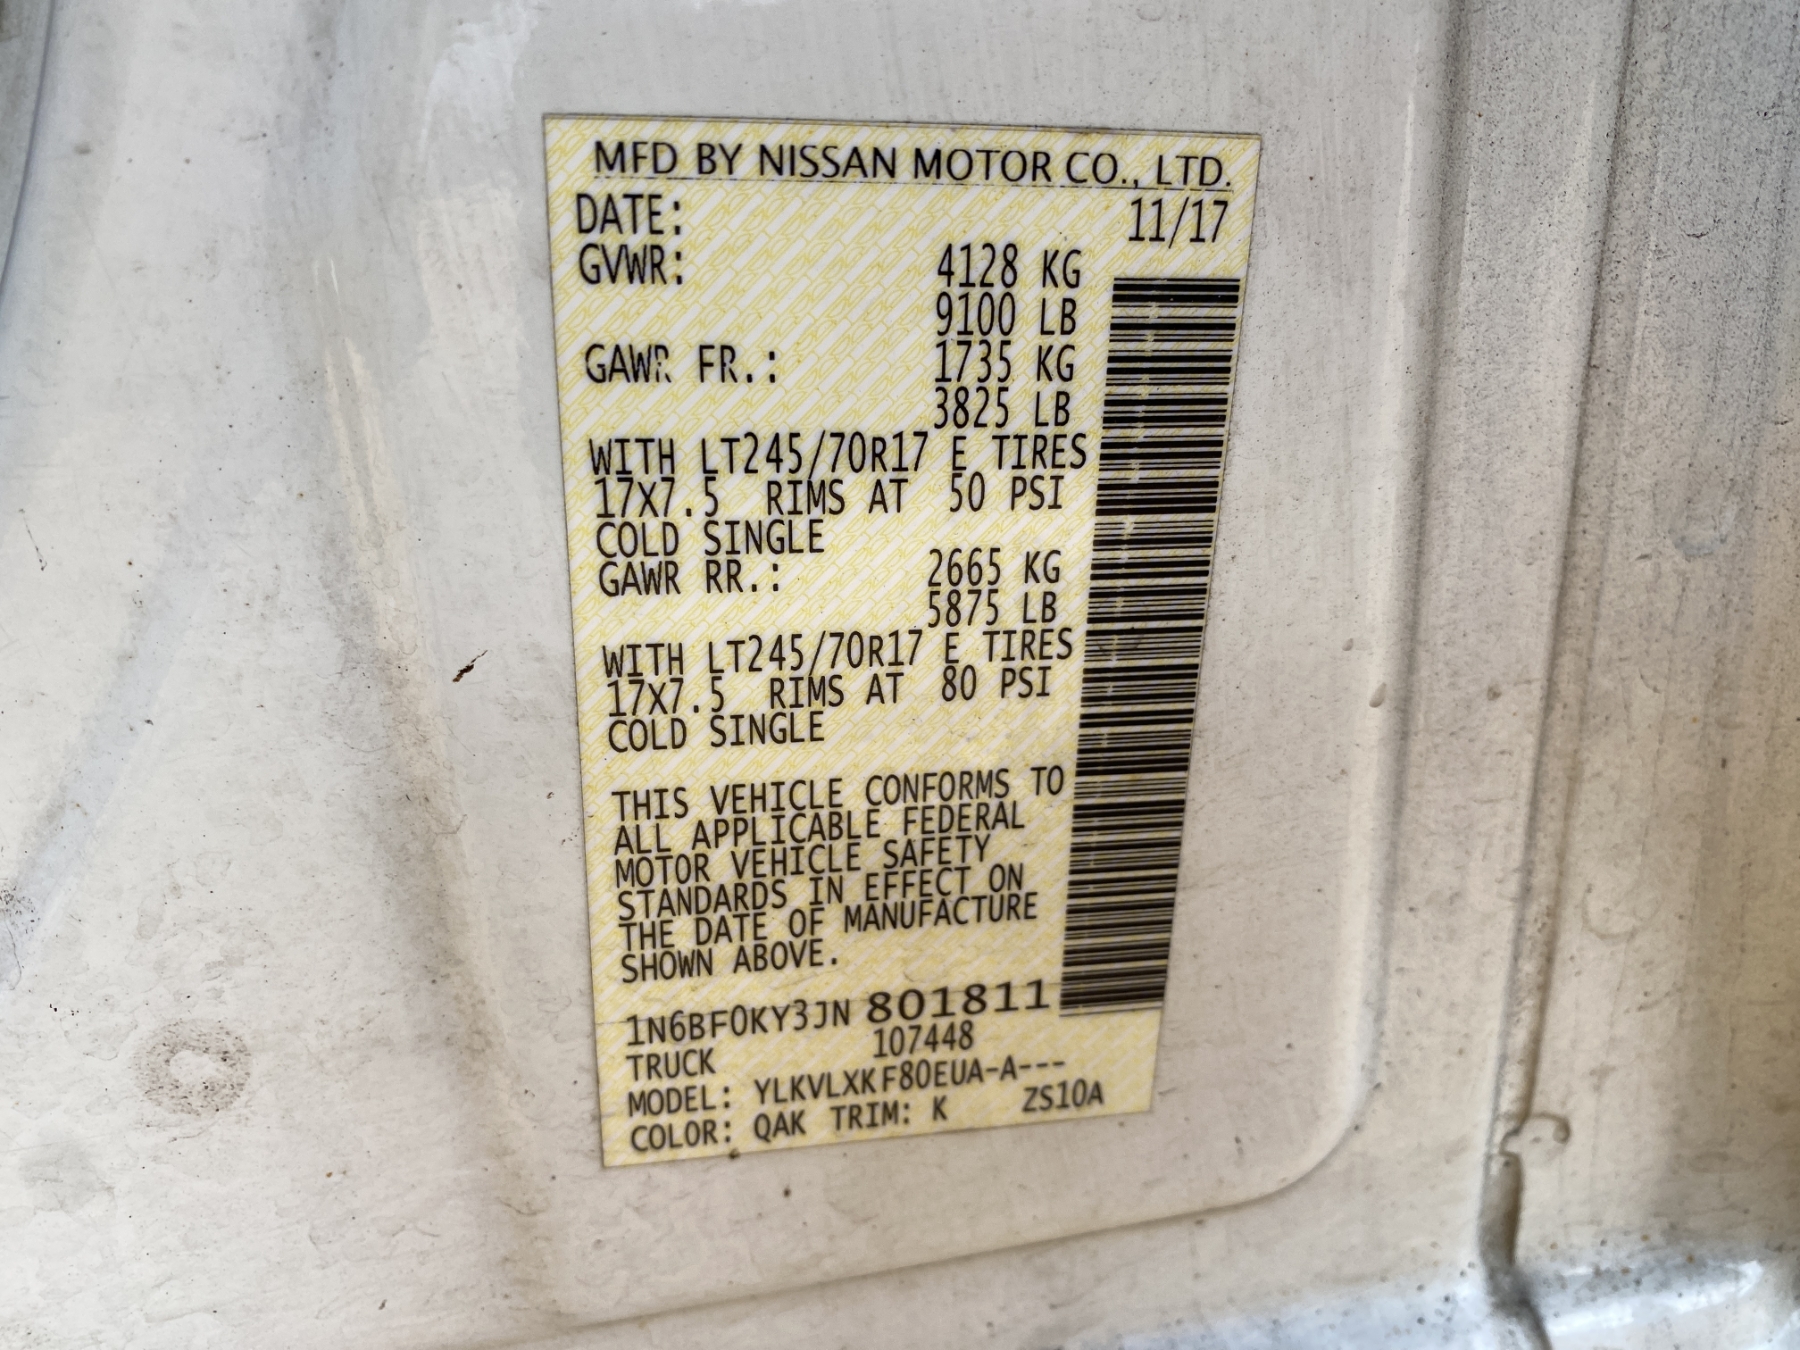 MFD BY NISSAN MOTOR CO., LTD.
DATE: 11/17
GVWR: 4128 KG
9100 LB
GAWR FR.: 1735 KG
3825 LB
WITH LT245/70R17 E TIRES
17X7.5 RIMS AT 50 PSI
COLD SINGLE
GAWR RR.: 2665 KG
5875 LB
WITH LT245/70R17 E TIRES
17X7.5 RIMS AT 80 PSI
COLD SINGLE
THIS VEHICLE CONFORMS TO
ALL APPLICABLE FEDERAL
MOTOR VEHICLE SAFETY
STANDARDS IN EFFECT ON
THE DATE OF MANUFACTURE
SHOWN ABOVE.
1N6BF0KY3JN 801811
TRUCK 107448
MODEL: YLKVLXKF80EUA-A---
COLOR: QAK TRIM: K ZS10A